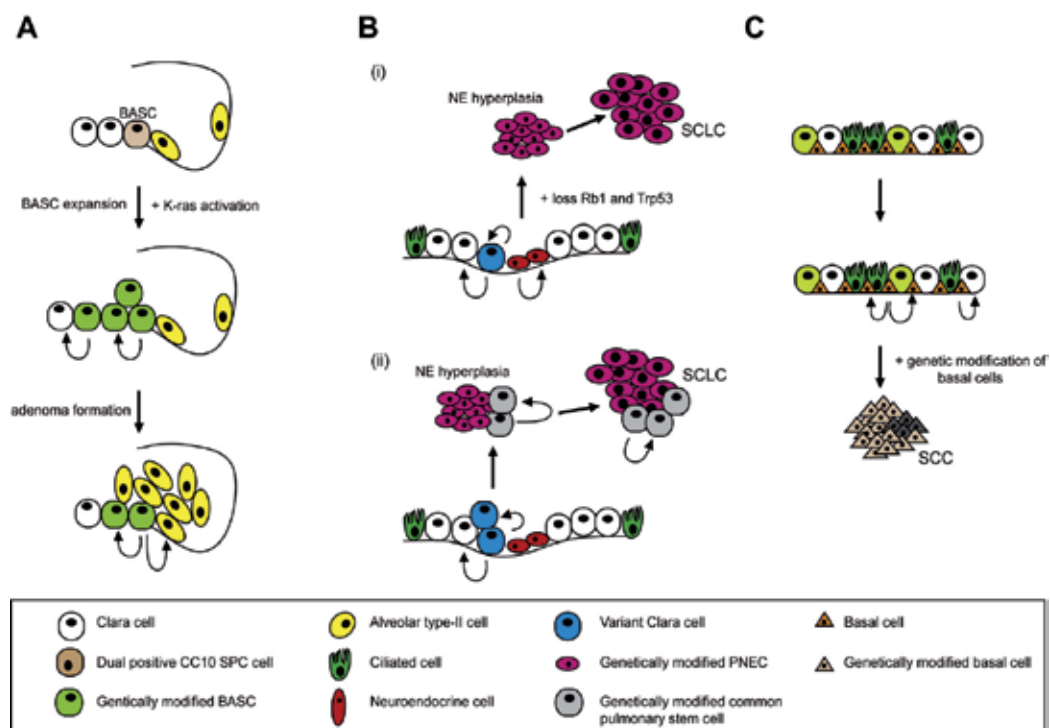 A
BASC
BASC expansion
+ K-ras activation
adenoma formation
B
(i)
NE hyperplasia
SCLC
+ loss Rb1 and Trp53
(ii)
NE hyperplasia
SCLC
C
+ genetic modification of
basal cells
SCC
Clara cell
Alveolar type-II cell
Variant Clara cell
Basal cell
Dual positive CC10 SPC cell
Ciliated cell
Genetically modified PNEC
Genetically modified basal cell
Gentically modified BASC
Neuroendocrine cell
Genetically modified common
pulmonary stem cell